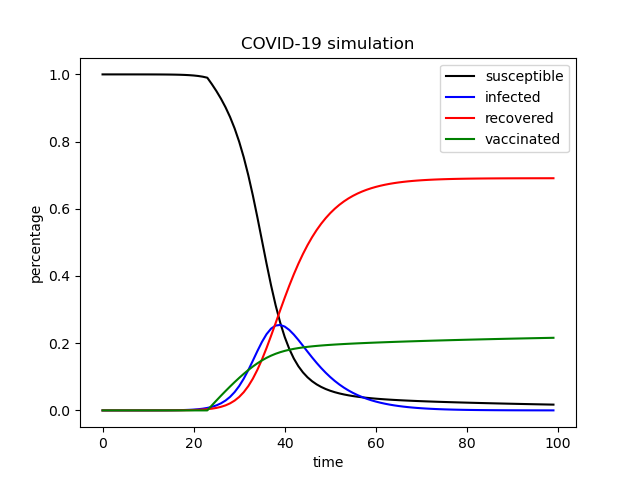 COVID-19 simulation
susceptible
infected
recovered
vaccinated
percentage
1.0
0.8
0.6
0.4
0.2
0.0
0 20 40 60 80 100
time